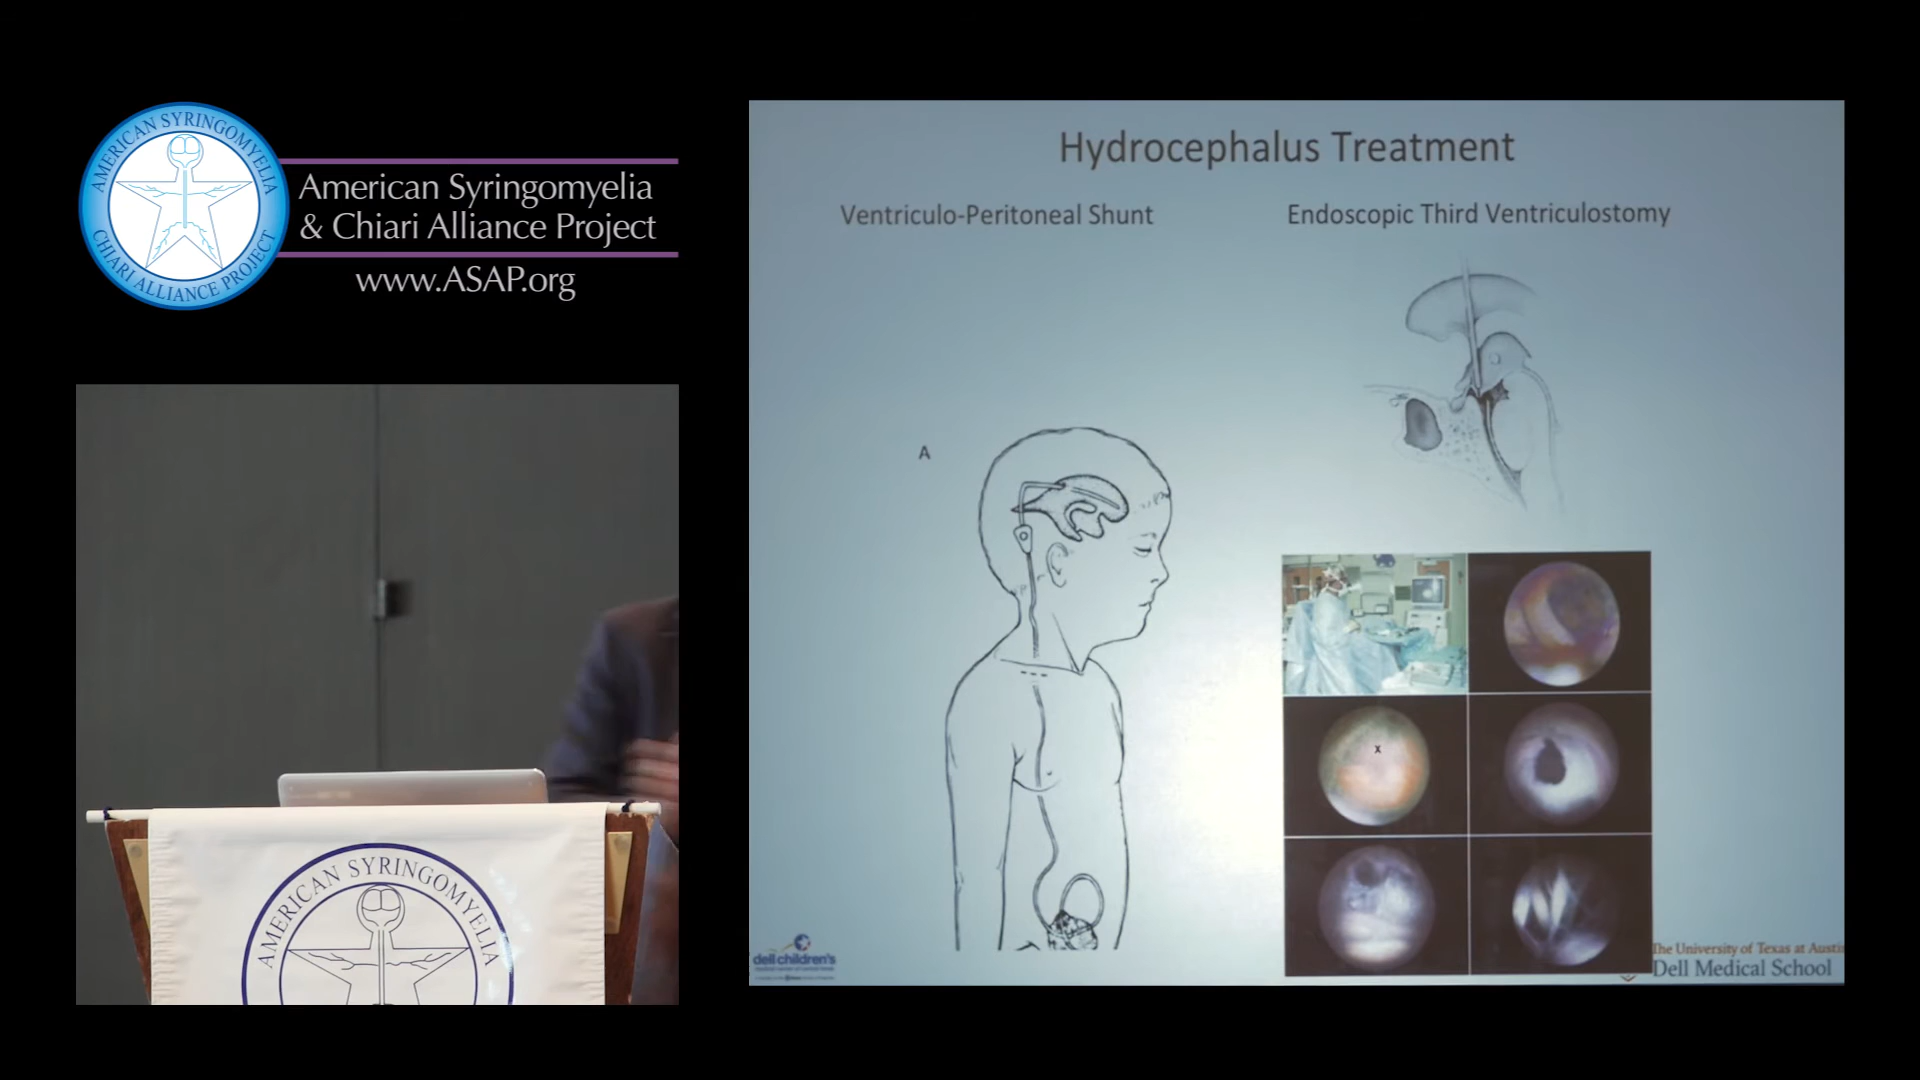 AMERICAN SYRINGOMYELIA
CHIARI ALLIANCE PROJECT
American Syringomyelia
& Chiari Alliance Project
www.ASAP.org
Hydrocephalus Treatment
Ventriculo-Peritoneal Shunt
Endoscopic Third Ventriculostomy
A
X
dell children's
The University of Texas at Austi
Dell Medical School
AMERICAN SYRINGOMYELIA